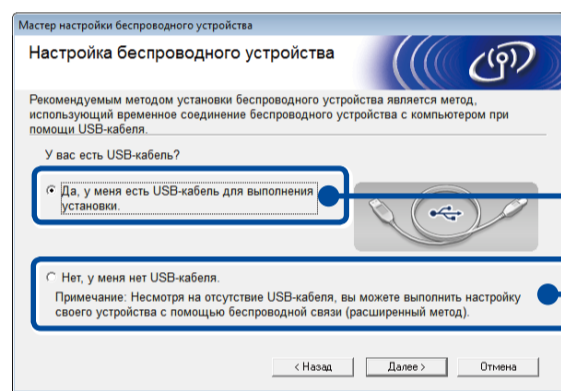 Мастер настройки беспроводного устройства
Настройка беспроводного устройства
Рекомендуемым методом установки беспроводного устройства является метод,
использующий временное соединение беспроводного устройства с компьютером при
помощи USB-кабеля.
У вас есть USB-кабель?
Да, у меня есть USB-кабель для выполнения
установки.
Нет, у меня нет USB-кабеля.
Примечание: Несмотря на отсутствие USB-кабеля, вы можете выполнить настройку
своего устройства с помощью беспроводной связи (расширенный метод).
< Назад Далее > Отмена